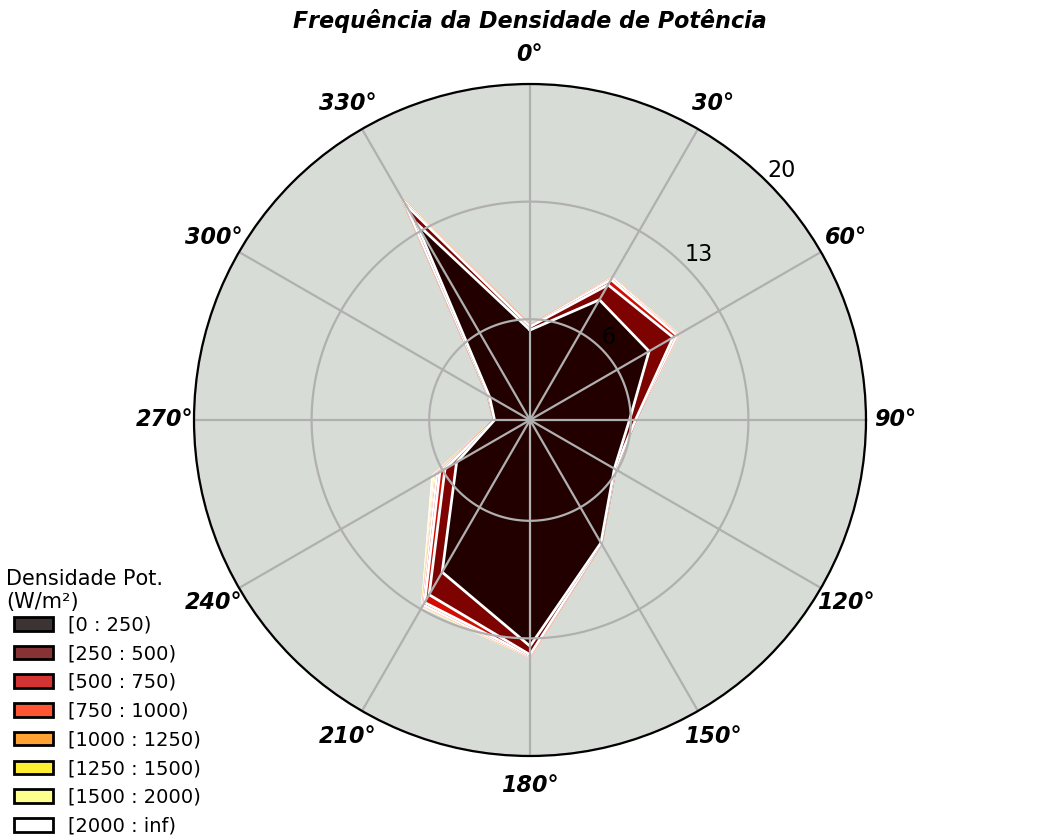 Frequência da Densidade de Potência
0°
330°
30°
20
300°
60°
13
6
270°
90°
240°
120°
210°
150°
180°
Densidade Pot.
(W/m²)
[0 : 250)
[250 : 500)
[500 : 750)
[750 : 1000)
[1000 : 1250)
[1250 : 1500)
[1500 : 2000)
[2000 : inf)